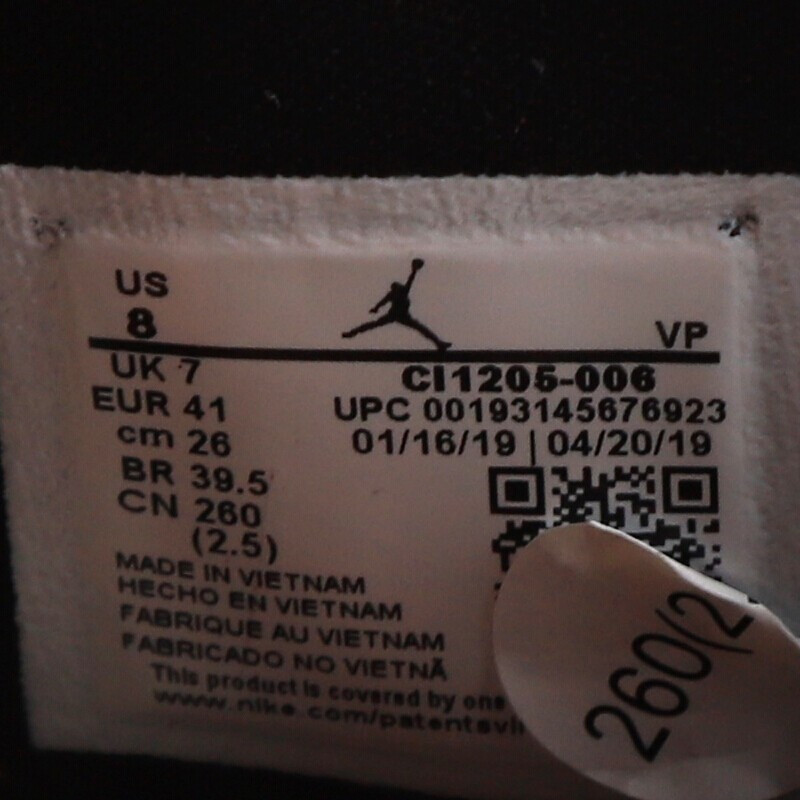 US
8
VP
UK 7
CI1205-006
EUR 41
UPC 00193145676923
cm 26
01/16/19 | 04/20/19
BR 39.5
CN 260
(2.5)
MADE IN VIETNAM
HECHO EN VIETNAM
FABRIQUE AU VIETNAM
FABRICADO NO VIETNÃ
This product is covered by one
www.nike.com/patents
260/2